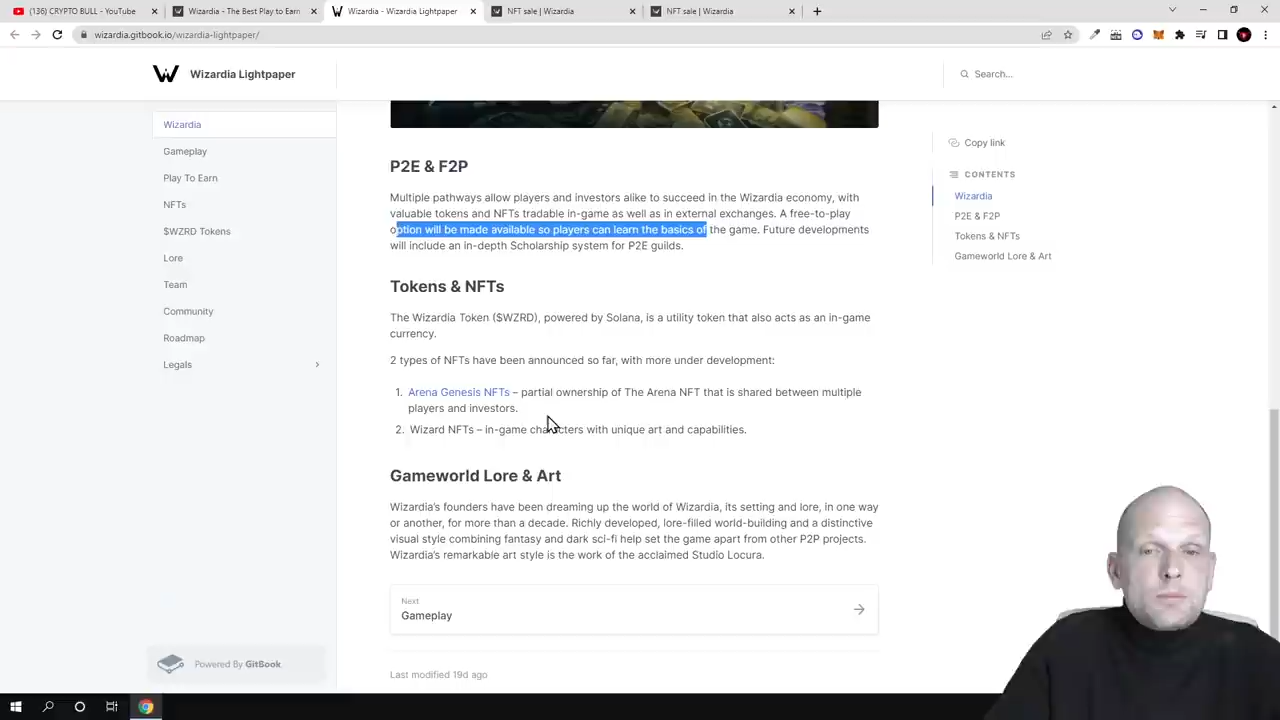 (136) CRYPTO BULL - YouTube
Wizardia - The Best Play to Earn
Wizardia - Wizardia Lightpaper
NFT sale | Wizardia
NFT sale | Wizardia
wizardia.gitbook.io/wizardia-lightpaper/
Wizardia Lightpaper
Search...
Wizardia
Gameplay
Play To Earn
NFTs
$WZRD Tokens
Lore
Team
Community
Roadmap
Legals
Powered By GitBook
P2E & F2P
Multiple pathways allow players and investors alike to succeed in the Wizardia economy, with
valuable tokens and NFTs tradable in-game as well as in external exchanges. A free-to-play
option will be made available so players can learn the basics of the game. Future developments
will include an in-depth Scholarship system for P2E guilds.
Tokens & NFTs
The Wizardia Token ($WZRD), powered by Solana, is a utility token that also acts as an in-game
currency.
2 types of NFTs have been announced so far, with more under development:
1. Arena Genesis NFTs – partial ownership of The Arena NFT that is shared between multiple
players and investors.
2. Wizard NFTs – in-game characters with unique art and capabilities.
Gameworld Lore & Art
Wizardia's founders have been dreaming up the world of Wizardia, its setting and lore, in one way
or another, for more than a decade. Richly developed, lore-filled world-building and a distinctive
visual style combining fantasy and dark sci-fi help set the game apart from other P2P projects.
Wizardia's remarkable art style is the work of the acclaimed Studio Locura.
Next
Gameplay
Last modified 19d ago
Copy link
CONTENTS
Wizardia
P2E & F2P
Tokens & NFTs
Gameworld Lore & Art